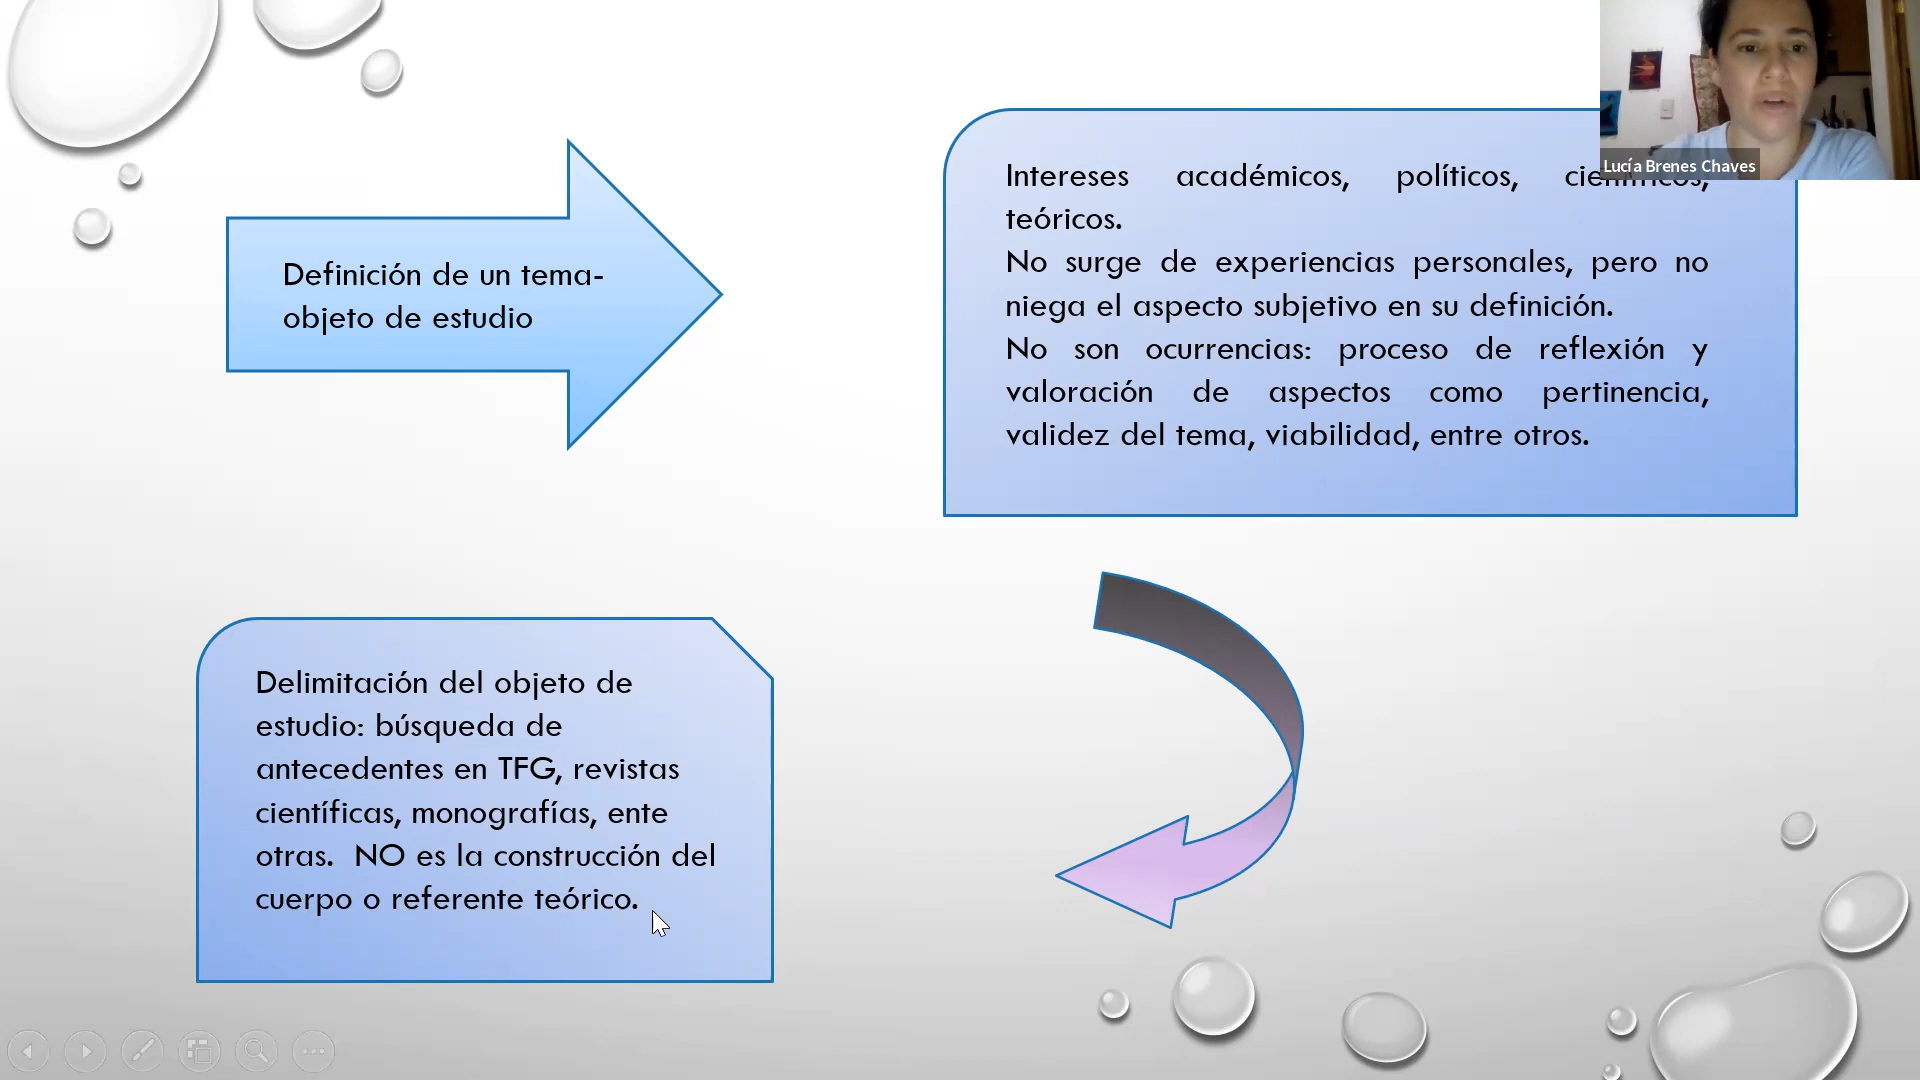 Definición de un tema-
objeto de estudio
Intereses académicos, políticos, científicos,
teóricos.
No surge de experiencias personales, pero no
niega el aspecto subjetivo en su definición.
No son ocurrencias: proceso de reflexión y
valoración de aspectos como pertinencia,
validez del tema, viabilidad, entre otros.
Lucía Brenes Chaves
Delimitación del objeto de
estudio: búsqueda de
antecedentes en TFG, revistas
científicas, monografías, ente
otras. NO es la construcción del
cuerpo o referente teórico.